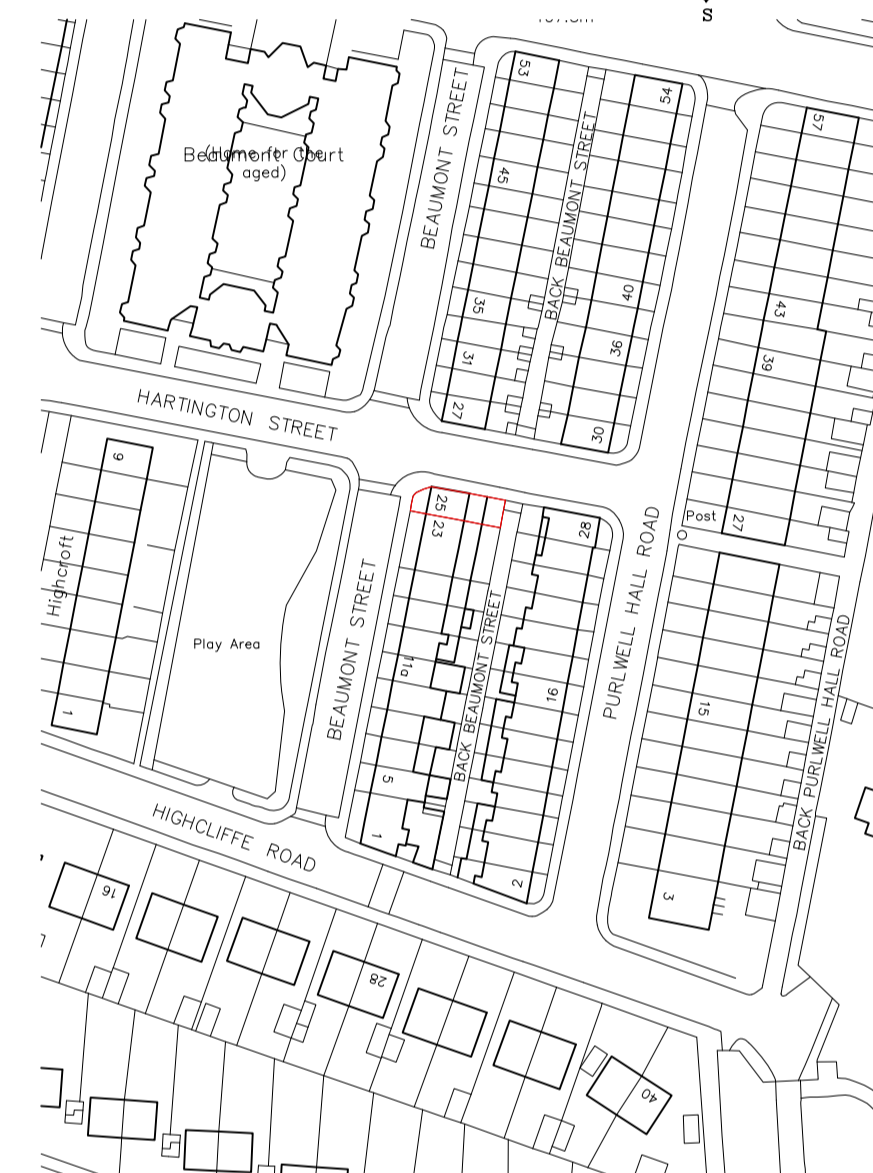 S
53
54
57
BEAUMONT STREET
BACK BEAUMONT STREET
Beaumont Court
(Home for the
aged)
45
40
43
35
36
39
31
27
30
HARTINGTON STREET
9
25
23
28
Post
27
PURLWELL HALL ROAD
Highcroft
Play Area
BEAUMONT STREET
BACK BEAUMONT STREET
11a
16
15
1
5
1
2
3
BACK PURLWELL HALL ROAD
HIGHCLIFFE ROAD
16
28
40